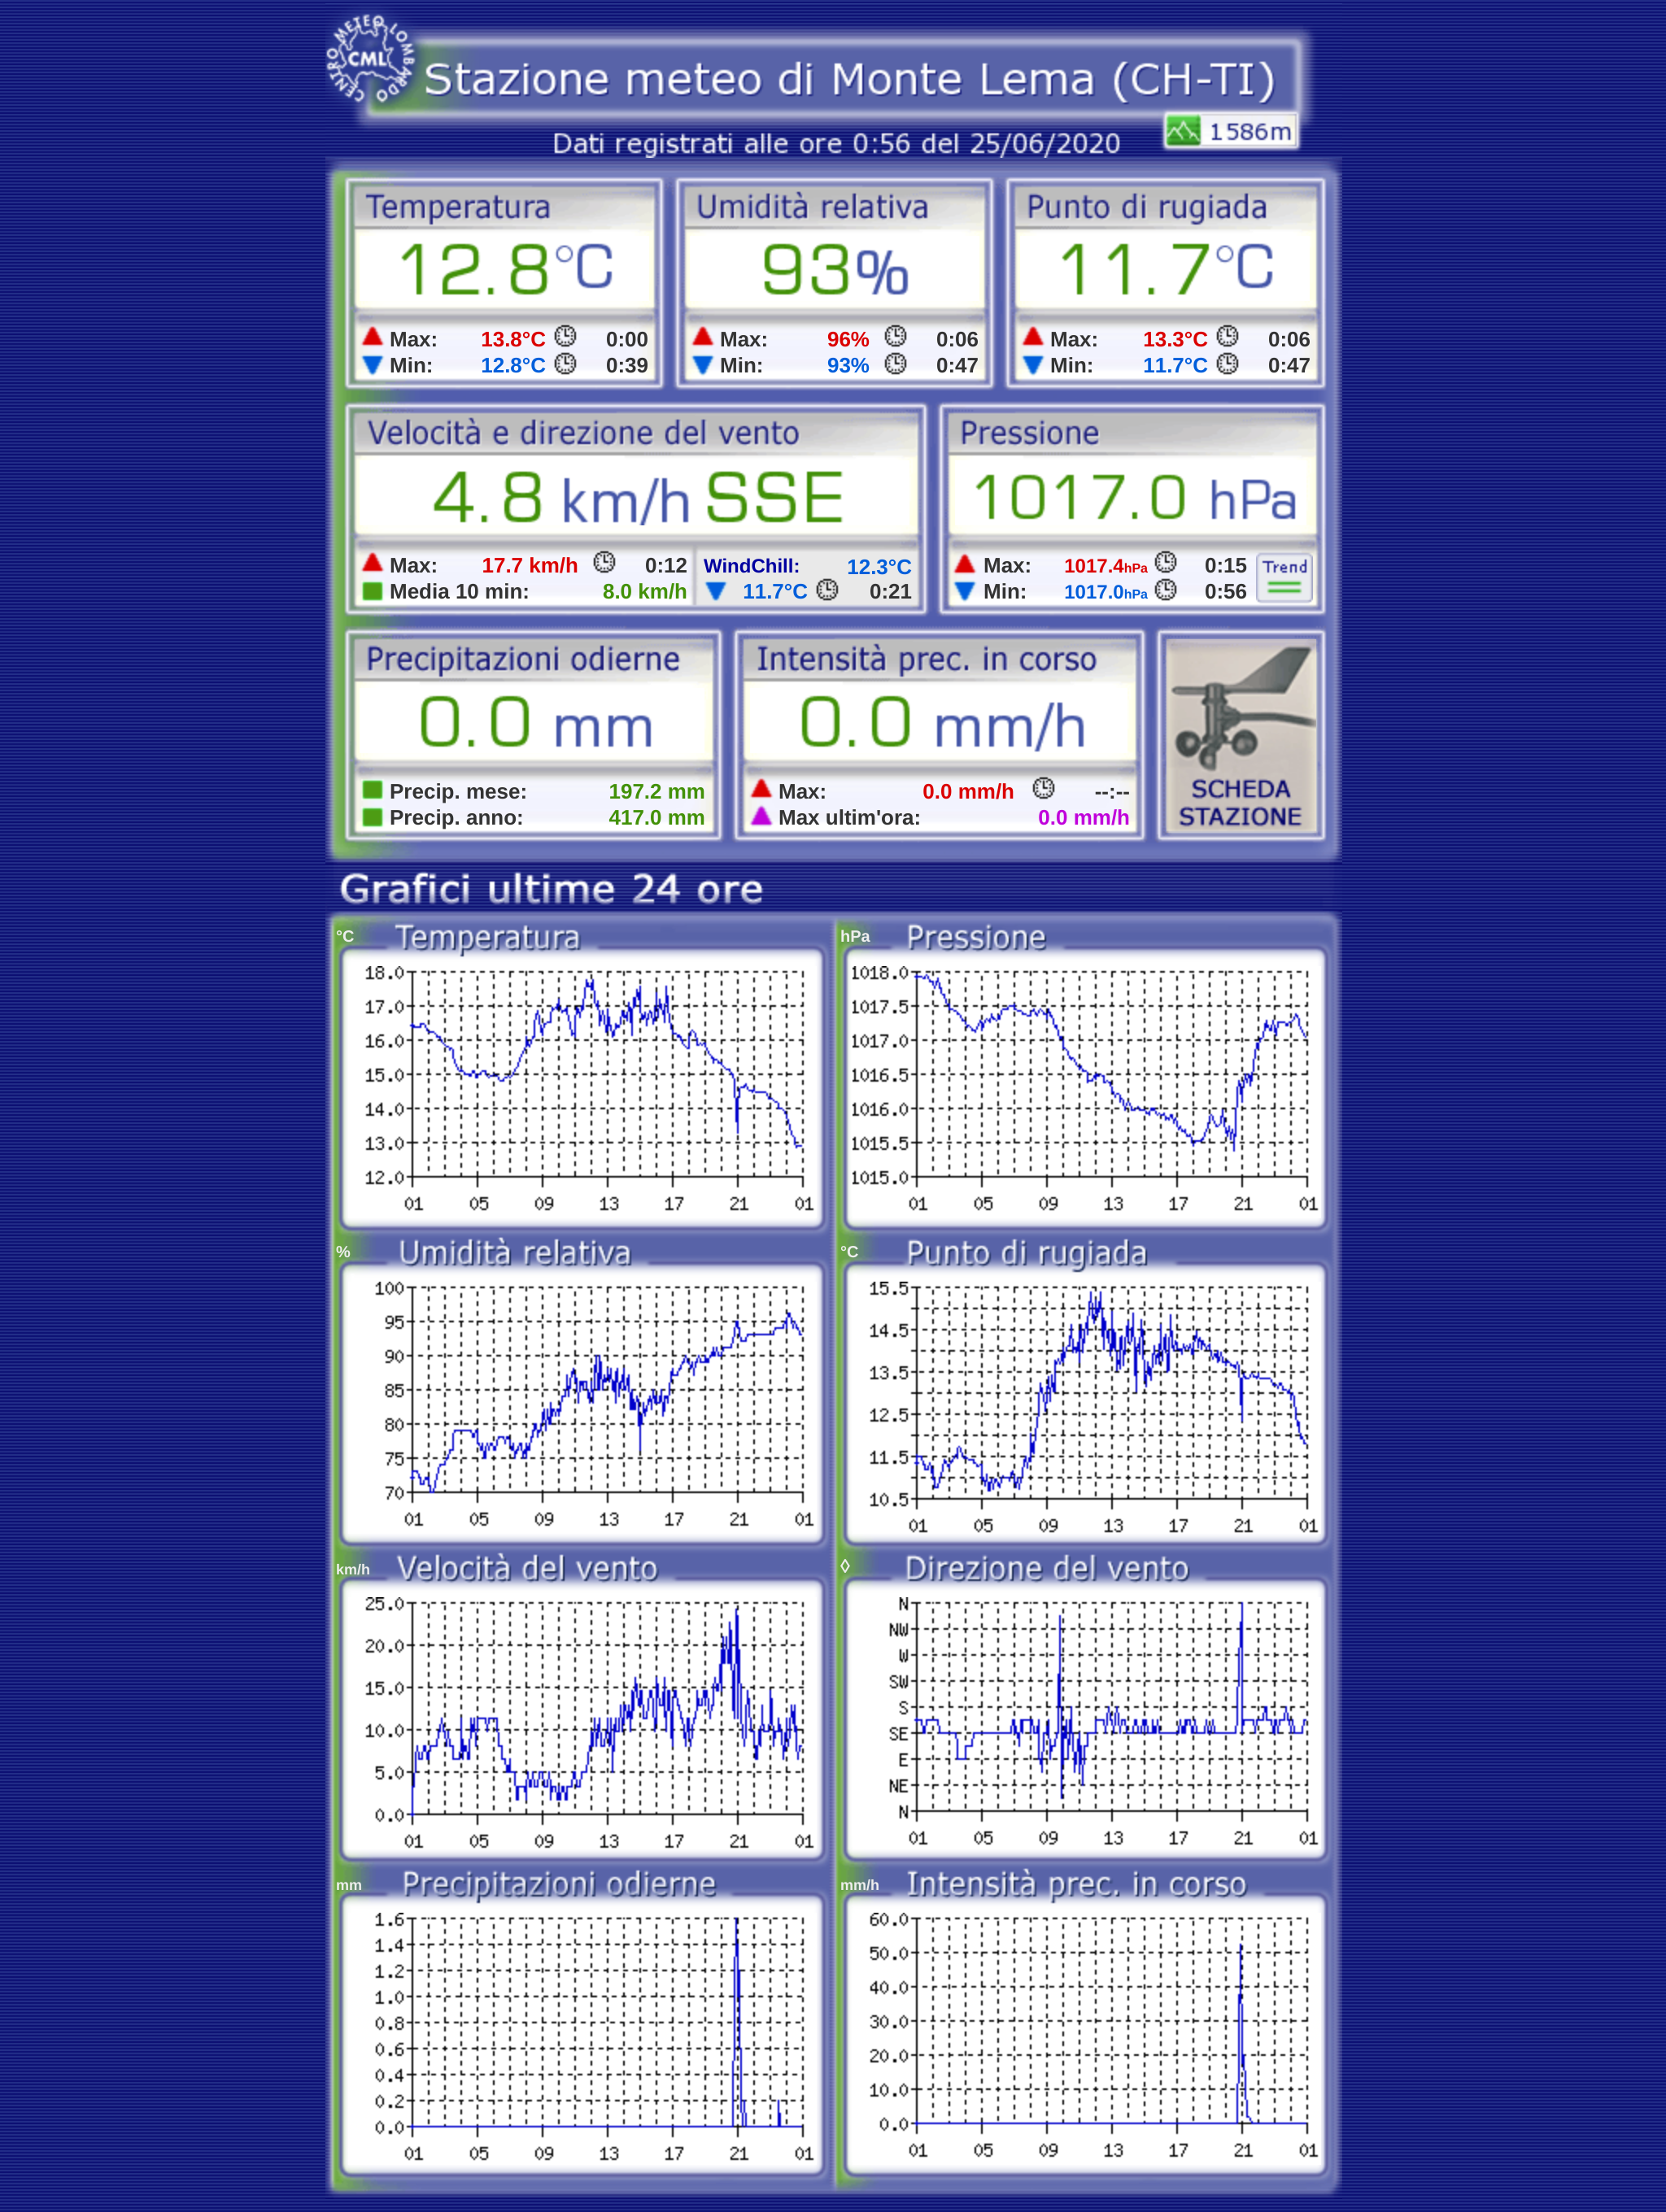 CENTRO METEO LOMBARDO
CML
Stazione meteo di Monte Lema (CH-TI)
Dati registrati alle ore 0:56 del 25/06/2020
1586m
Temperatura
12.8°C
Max: 13.8°C 0:00
Min: 12.8°C 0:39
Umidità relativa
93%
Max: 96% 0:06
Min: 93% 0:47
Punto di rugiada
11.7°C
Max: 13.3°C 0:06
Min: 11.7°C 0:47
Velocità e direzione del vento
4.8 km/h SSE
Max: 17.7 km/h 0:12
Media 10 min: 8.0 km/h
WindChill: 12.3°C
11.7°C 0:21
Pressione
1017.0 hPa
Max: 1017.4hPa 0:15
Min: 1017.0hPa 0:56
Trend
Precipitazioni odierne
0.0 mm
Precip. mese: 197.2 mm
Precip. anno: 417.0 mm
Intensità prec. in corso
0.0 mm/h
Max: 0.0 mm/h --:--
Max ultim'ora: 0.0 mm/h
SCHEDA
STAZIONE
Grafici ultime 24 ore
°C Temperatura
18.0
17.0
16.0
15.0
14.0
13.0
12.0
01 05 09 13 17 21 01
hPa Pressione
1018.0
1017.5
1017.0
1016.5
1016.0
1015.5
1015.0
01 05 09 13 17 21 01
% Umidità relativa
100
95
90
85
80
75
70
01 05 09 13 17 21 01
°C Punto di rugiada
15.5
14.5
13.5
12.5
11.5
10.5
01 05 09 13 17 21 01
km/h Velocità del vento
25.0
20.0
15.0
10.0
5.0
0.0
01 05 09 13 17 21 01
◊ Direzione del vento
N
NW
W
SW
S
SE
E
NE
N
01 05 09 13 17 21 01
mm Precipitazioni odierne
1.6
1.4
1.2
1.0
0.8
0.6
0.4
0.2
0.0
01 05 09 13 17 21 01
mm/h Intensità prec. in corso
60.0
50.0
40.0
30.0
20.0
10.0
0.0
01 05 09 13 17 21 01